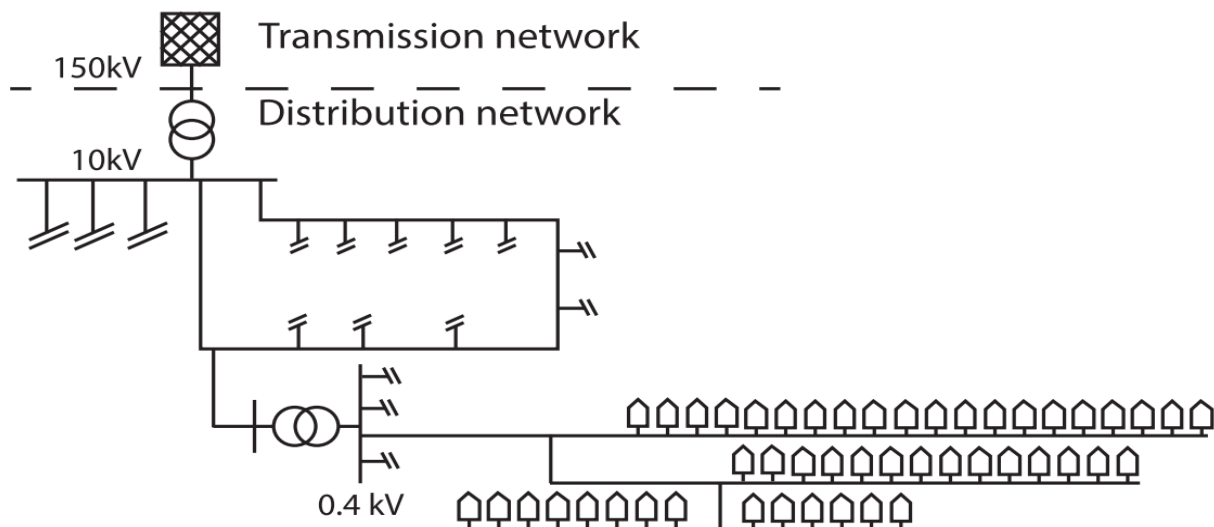 Transmission network
150kV
Distribution network
10kV
0.4 kV